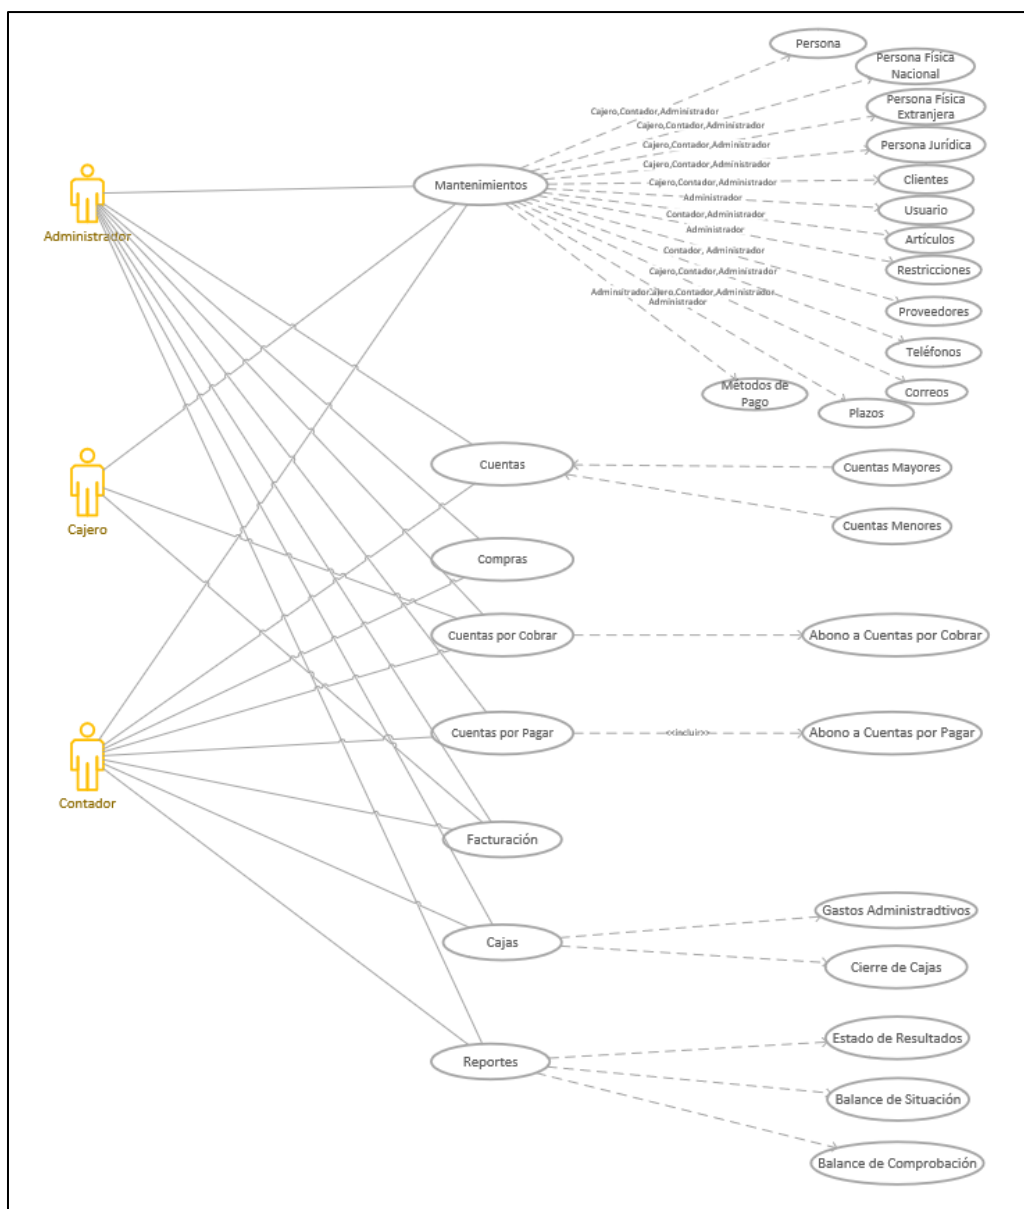 Persona
Persona Física
Nacional
Persona Física
Extranjera
Persona Jurídica
Clientes
Usuario
Artículos
Restricciones
Proveedores
Teléfonos
Correos
Plazos
Métodos de
Pago
Cajero,Contador,Administrador
Cajero,Contador,Administrador
Cajero,Contador,Administrador
Cajero,Contador,Administrador
Cajero,Contador,Administrador
Administrador
Contador,Administrador
Administrador
Contador, Administrador
Cajero,Contador,Administrador
Adminsitrador
Cajero,Contador,Administrador
Administrador
Administrador
Mantenimientos
Cajero
Cuentas
Cuentas Mayores
Cuentas Menores
Compras
Cuentas por Cobrar
Abono a Cuentas por Cobrar
Cuentas por Pagar
<<incluir>>
Abono a Cuentas por Pagar
Contador
Facturación
Cajas
Gastos Administradtivos
Cierre de Cajas
Reportes
Estado de Resultados
Balance de Situación
Balance de Comprobación